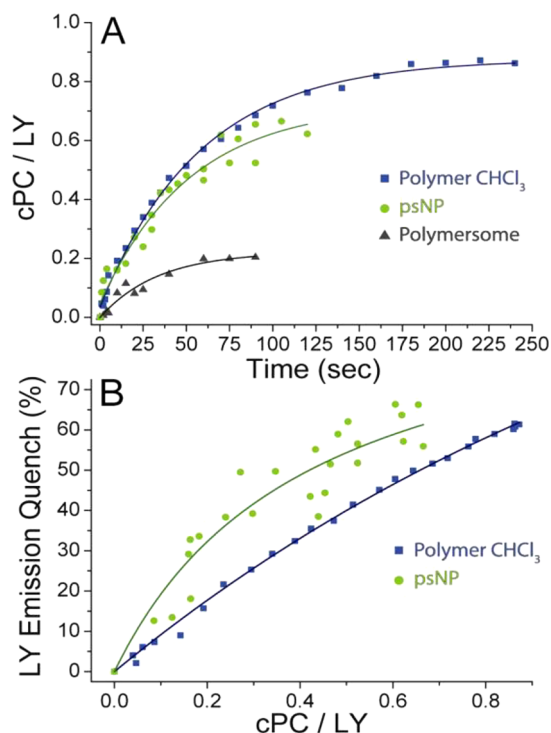 A
cPC / LY
1.0
0.8
0.6
0.4
0.2
0.0
Polymer CHCl₃
psNP
Polymersome
0 25 50 75 100 125 150 175 200 225 250
Time (sec)
B
LY Emission Quench (%)
70
60
50
40
30
20
10
0
Polymer CHCl₃
psNP
0.0 0.2 0.4 0.6 0.8
cPC / LY